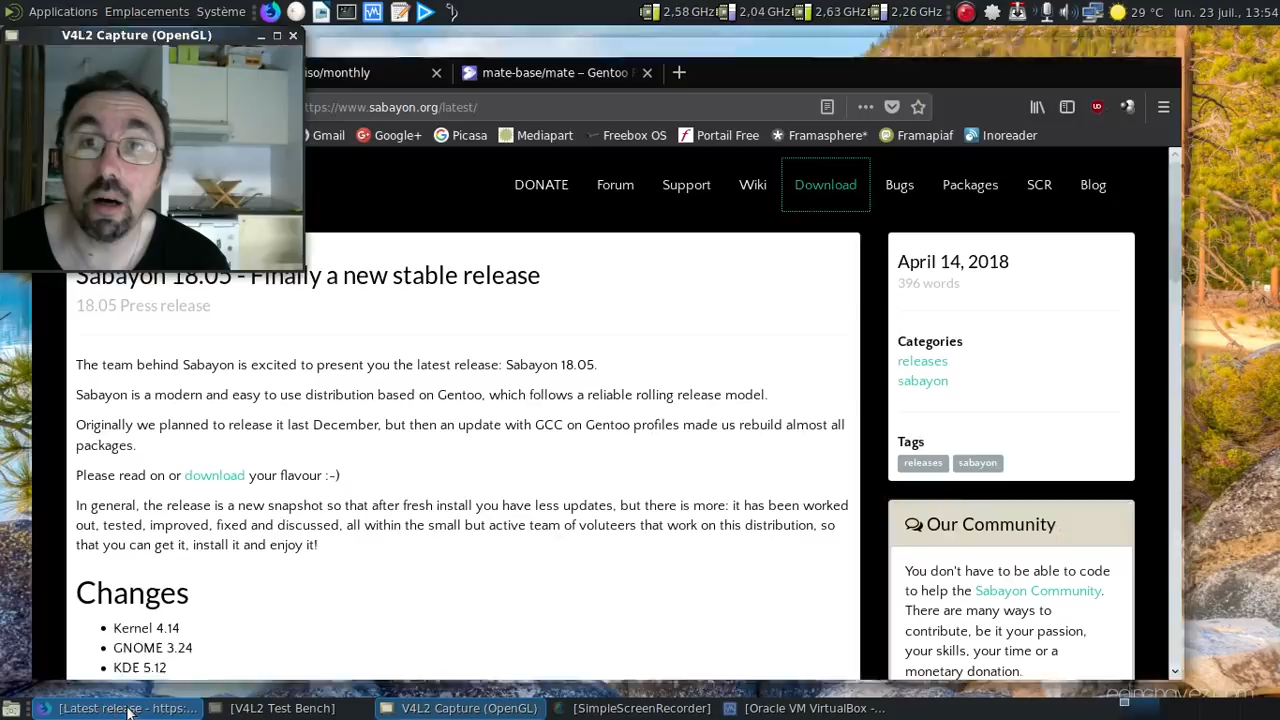 Applications Emplacements Système
2,58 GHz 2,04 GHz 2,63 GHz 2,26 GHz
29 °C lun. 23 juil., 13:54
V4L2 Capture (OpenGL)
iso/monthly
mate-base/mate – Gentoo
ttps://www.sabayon.org/latest/
Gmail Google+ Picasa Mediapart Freebox OS Portail Free Framasphere* Framapiaf Inoreader
DONATE Forum Support Wiki Download Bugs Packages SCR Blog
Sabayon 18.05 - Finally a new stable release
18.05 Press release
The team behind Sabayon is excited to present you the latest release: Sabayon 18.05.
Sabayon is a modern and easy to use distribution based on Gentoo, which follows a reliable rolling release model.
Originally we planned to release it last December, but then an update with GCC on Gentoo profiles made us rebuild almost all
packages.
Please read on or download your flavour :-)
In general, the release is a new snapshot so that after fresh install you have less updates, but there is more: it has been worked
out, tested, improved, fixed and discussed, all within the small but active team of voluteers that work on this distribution, so
that you can get it, install it and enjoy it!
Changes
Kernel 4.14
GNOME 3.24
KDE 5.12
April 14, 2018
396 words
Categories
releases
sabayon
Tags
releases sabayon
Our Community
You don't have to be able to code
to help the Sabayon Community.
There are many ways to
contribute, be it your passion,
your skills, your time or a
monetary donation.
[Latest release - https:... [V4L2 Test Bench] V4L2 Capture (OpenGL) [SimpleScreenRecorder] [Oracle VM VirtualBox -...